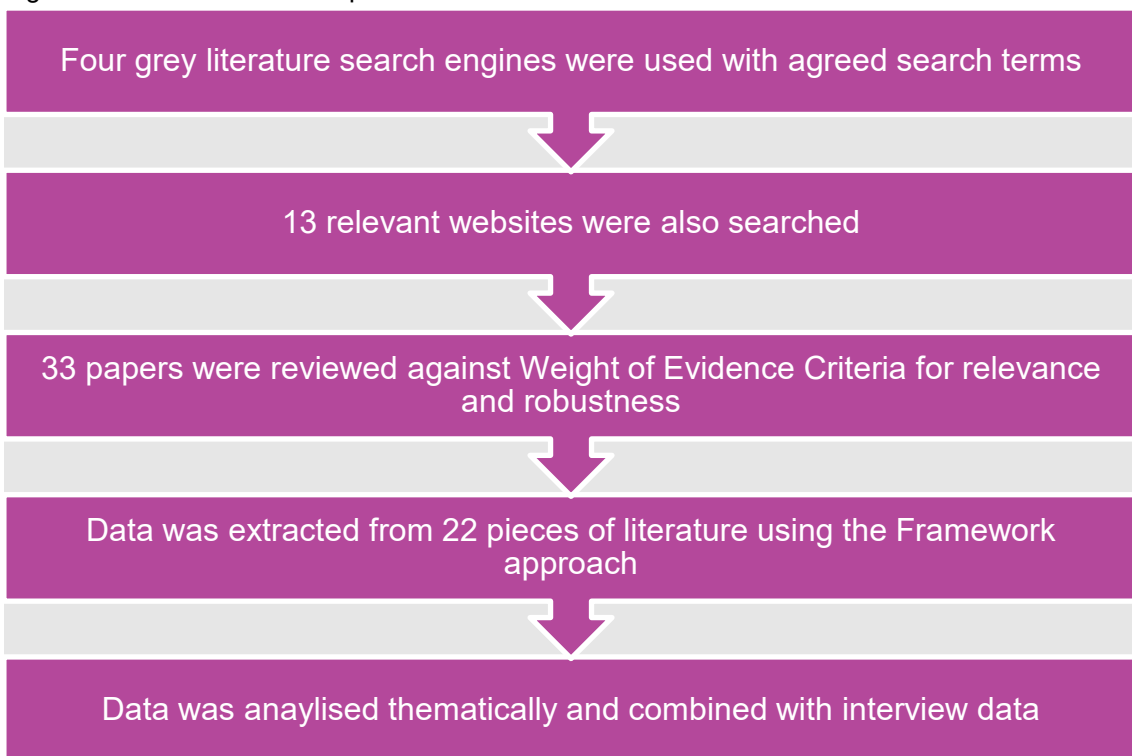 Four grey literature search engines were used with agreed search terms
13 relevant websites were also searched
33 papers were reviewed against Weight of Evidence Criteria for relevance
and robustness
Data was extracted from 22 pieces of literature using the Framework
approach
Data was anaylised thematically and combined with interview data